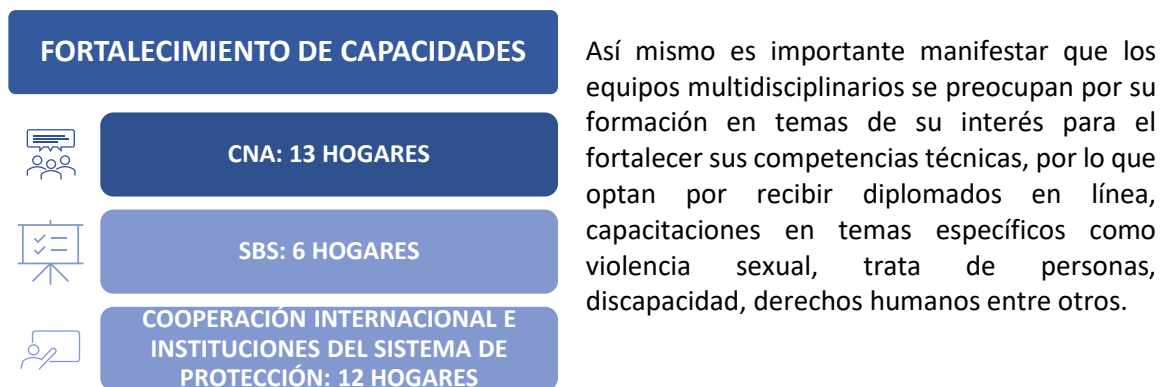 FORTALECIMIENTO DE CAPACIDADES
CNA: 13 HOGARES
SBS: 6 HOGARES
COOPERACIÓN INTERNACIONAL E
INSTITUCIONES DEL SISTEMA DE
PROTECCIÓN: 12 HOGARES
Así mismo es importante manifestar que los
equipos multidisciplinarios se preocupan por su
formación en temas de su interés para el
fortalecer sus competencias técnicas, por lo que
optan por recibir diplomados en línea,
capacitaciones en temas específicos como
violencia sexual, trata de personas,
discapacidad, derechos humanos entre otros.